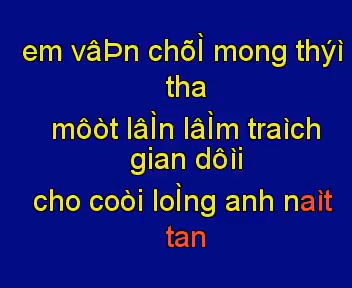 em vâÞn chõÌ mong thýì
tha
môòt lâÌn lâÌm traìch
gian dôìi
cho coòi loÌng anh naìt
tan